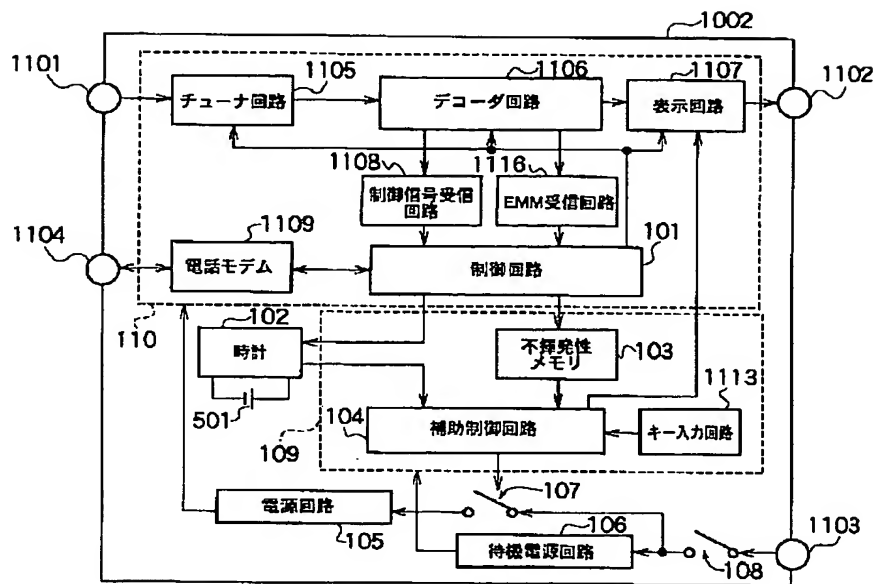 1002
1101
1105
チューナ回路
1106
デコーダ回路
1107
表示回路
1102
1108
制御信号受信
回路
1116
EMM受信回路
1104
1109
電話モデム
101
制御回路
110
102
時計
501
不揮発性
メモリ
103
1113
キー入力回路
104
補助制御回路
109
107
電源回路
105
106
待機電源回路
108
1103